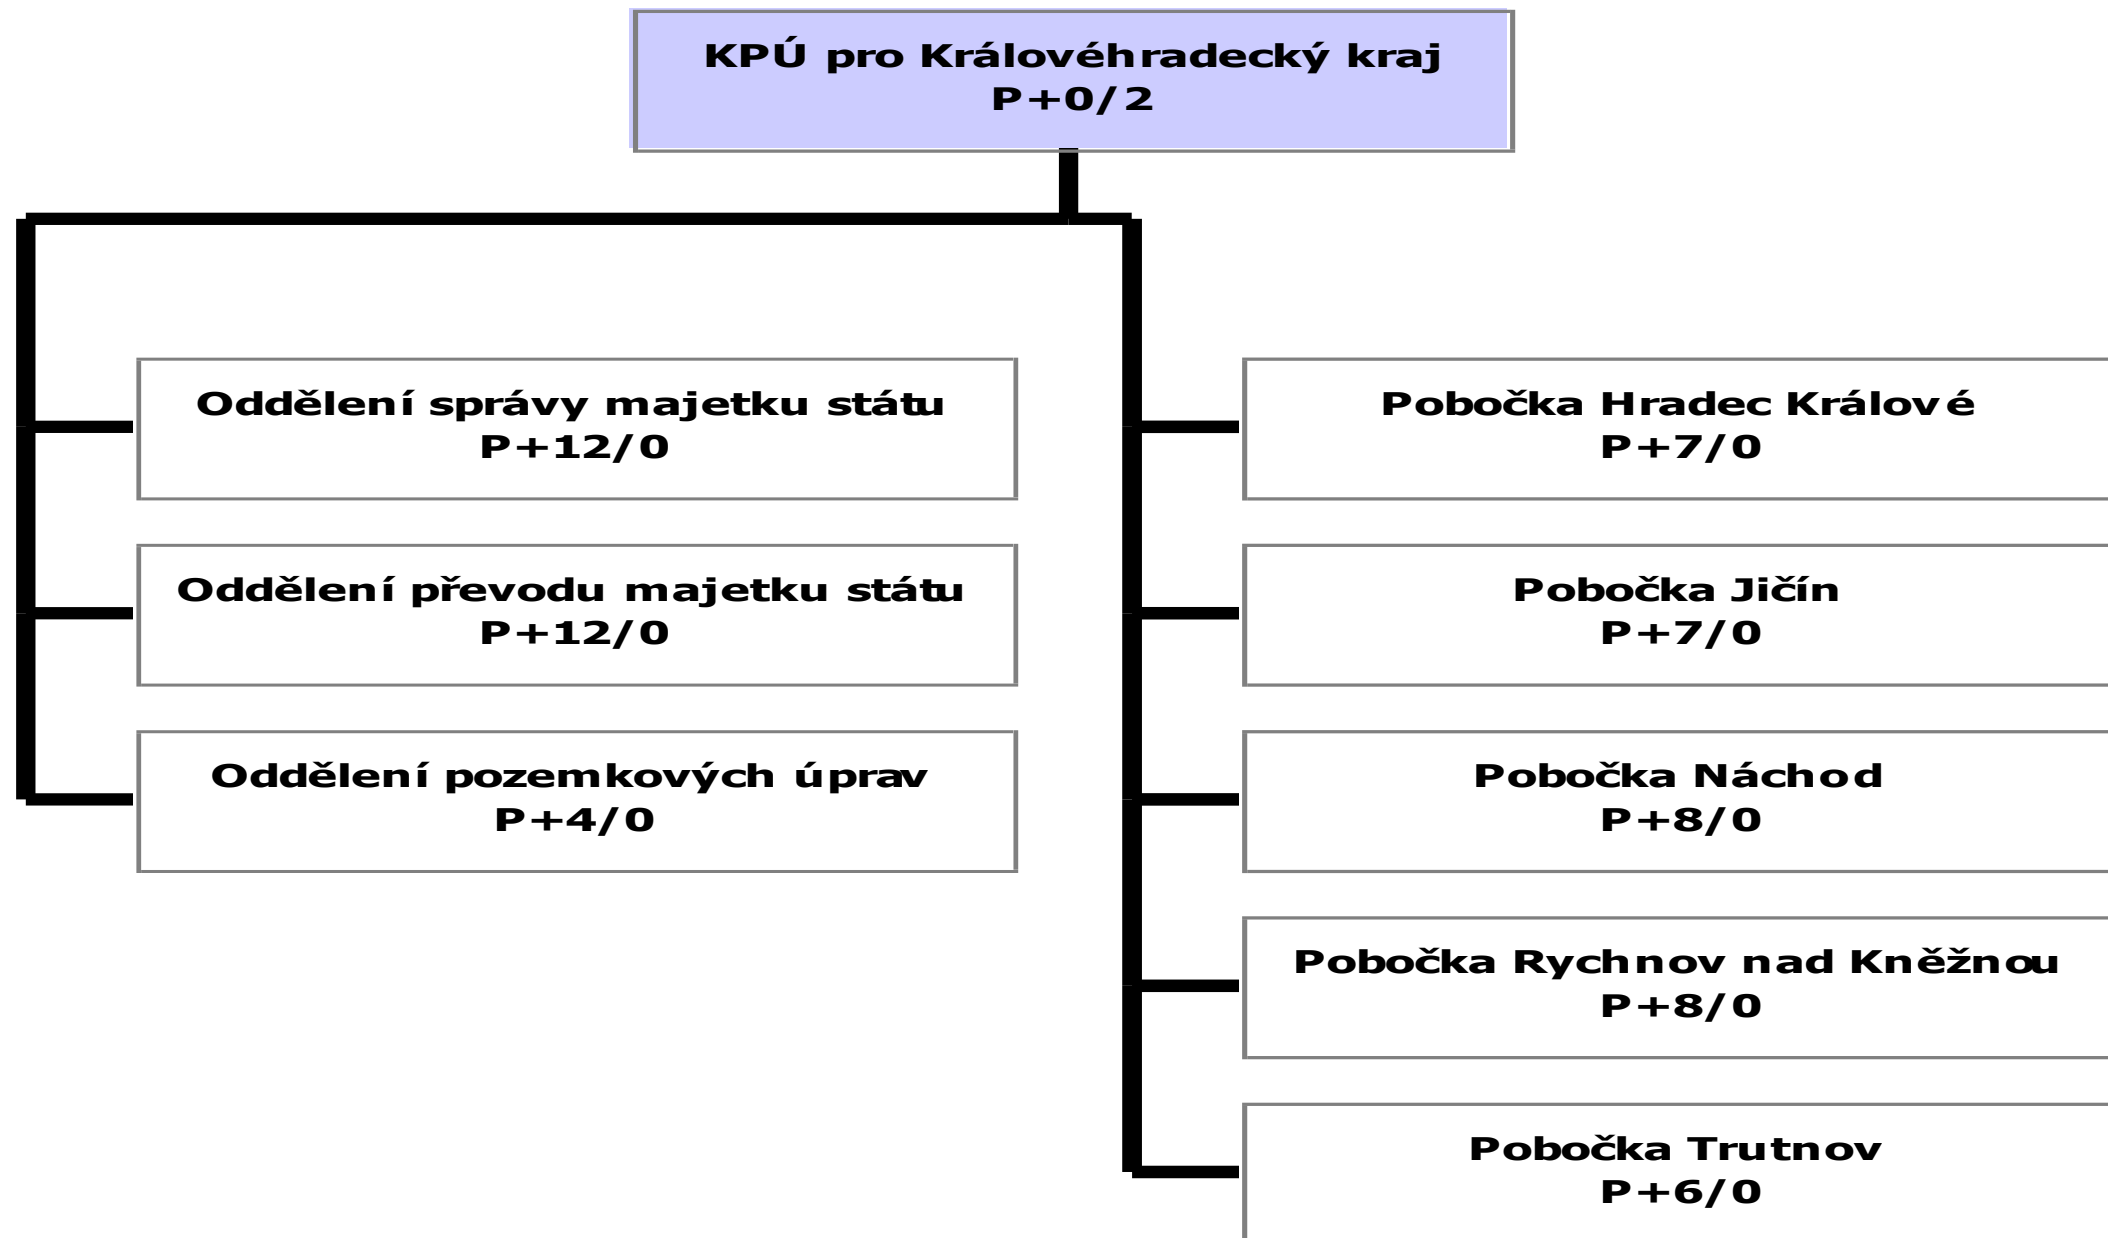 KPÚ pro Královéhradecký kraj
P+0/2
Oddělení správy majetku státu
P+12/0
Oddělení převodu majetku státu
P+12/0
Oddělení pozemkových úprav
P+4/0
Pobočka Hradec Králové
P+7/0
Pobočka Jičín
P+7/0
Pobočka Náchod
P+8/0
Pobočka Rychnov nad Kněžnou
P+8/0
Pobočka Trutnov
P+6/0